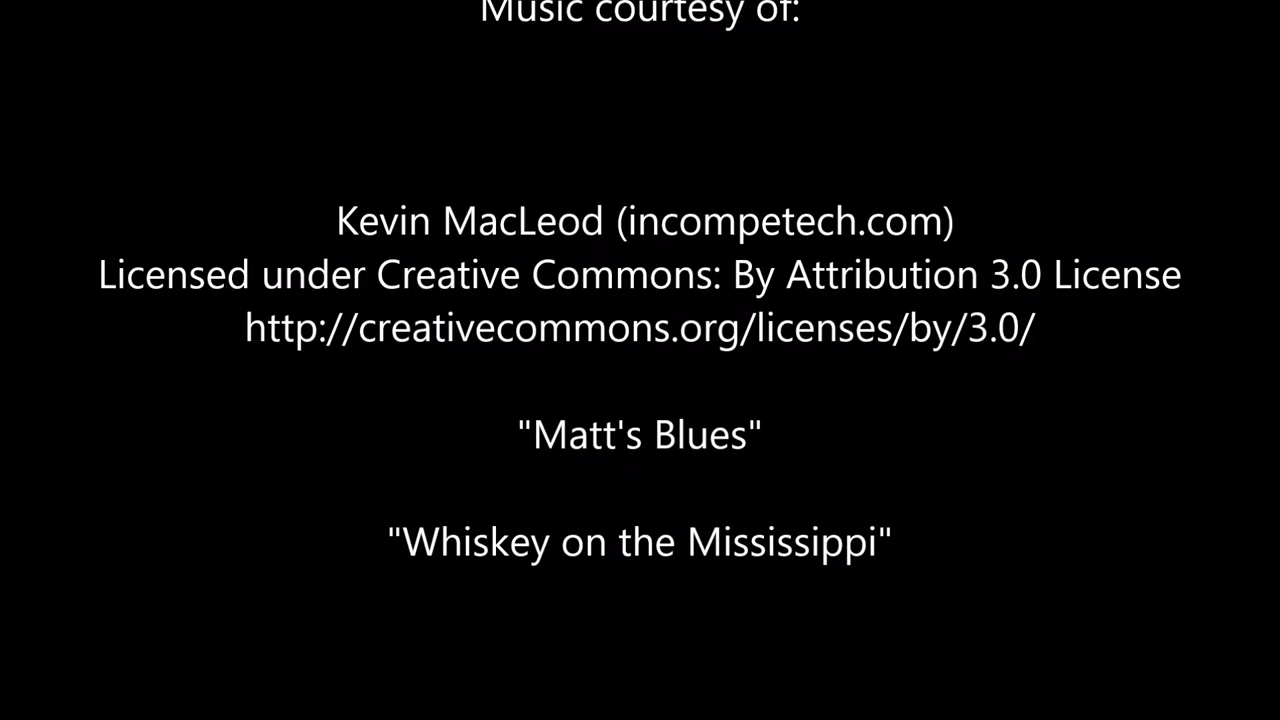 Music courtesy of:
Kevin MacLeod (incompetech.com)
Licensed under Creative Commons: By Attribution 3.0 License
http://creativecommons.org/licenses/by/3.0/
"Matt's Blues"
"Whiskey on the Mississippi"